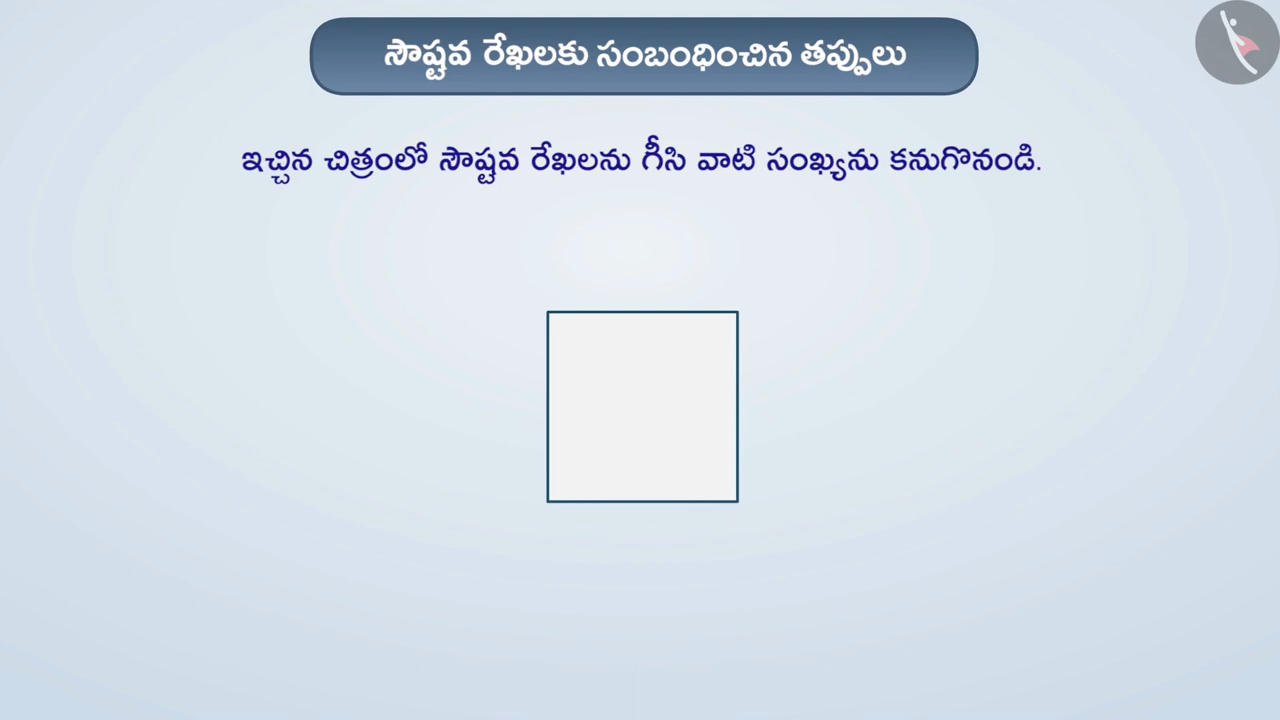 సౌష్టవ రేఖలకు సంబంధించిన తప్పులు
ఇచ్చిన చిత్రంలో సౌష్టవ రేఖలను గీసి వాటి సంఖ్యను కనుగొనండి.